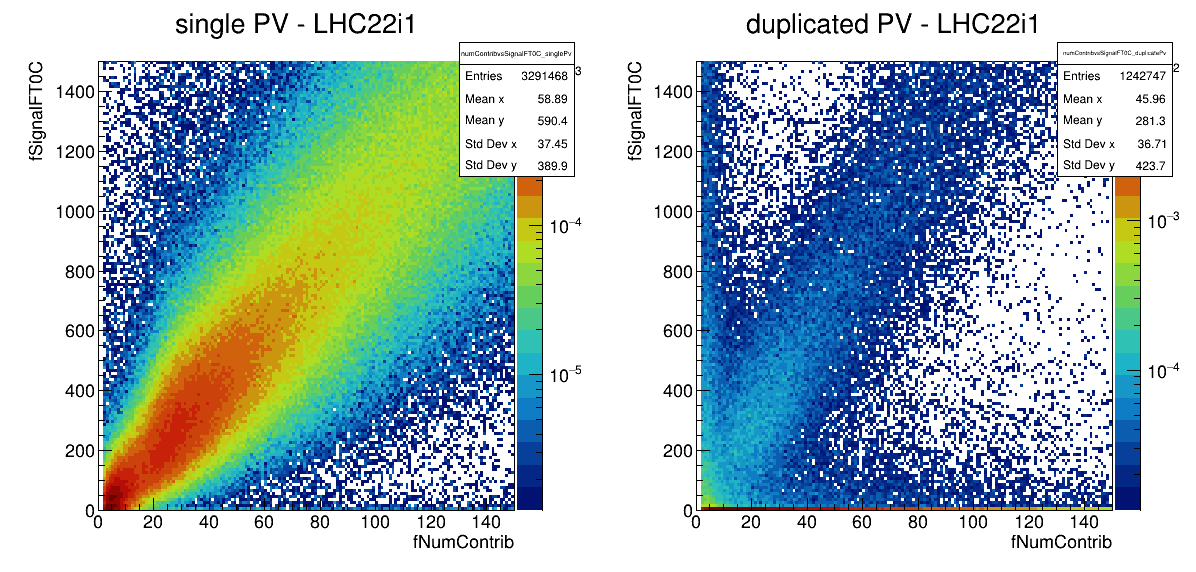 single PV - LHC22i1
numContribvsSignalFT0C_singlePv
Entries 3291468
Mean x 58.89
Mean y 590.4
Std Dev x 37.45
Std Dev y 389.9
fSignalFT0C
1400
1200
1000
800
600
400
200
0
0 20 40 60 80 100 120 140
fNumContrib
3
10−4
10−5
duplicated PV - LHC22i1
numContribvsSignalFT0C_duplicatePv
Entries 1242747
Mean x 45.96
Mean y 281.3
Std Dev x 36.71
Std Dev y 423.7
fSignalFT0C
1400
1200
1000
800
600
400
200
0
0 20 40 60 80 100 120 140
fNumContrib
2
10−3
10−4